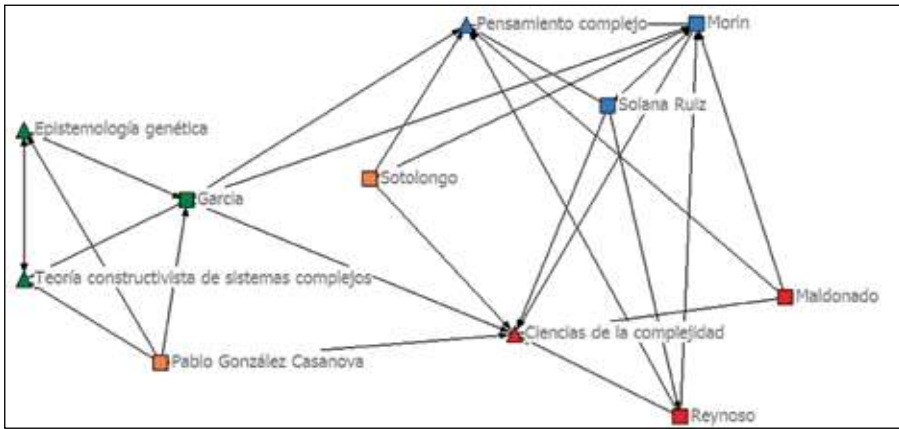 Pensamiento complejo
Morin
Solana Ruiz
Epistemología genética
Sotolongo
Garcia
Teoría constructivista de sistemas complejos
Maldonado
Ciencias de la complejidad
Pablo González Casanova
Reynoso